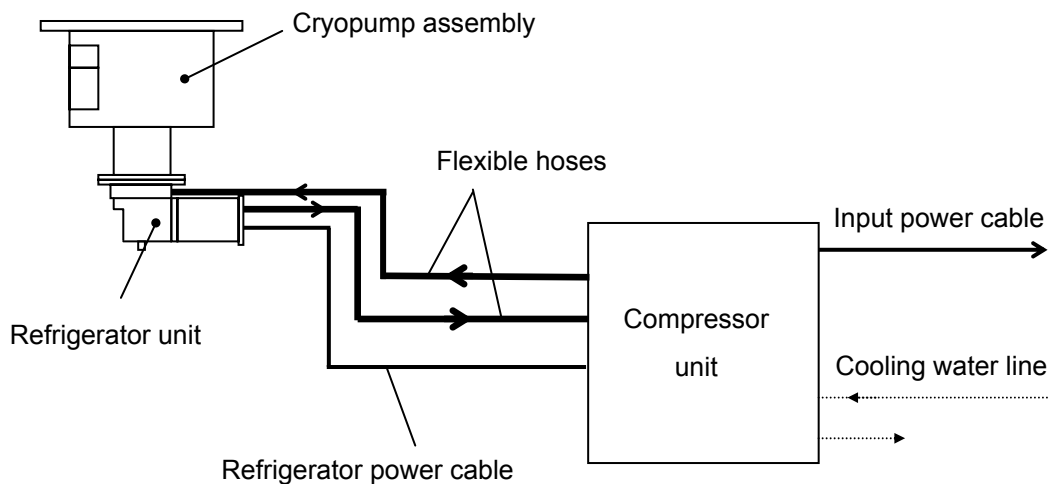 Cryopump assembly
Flexible hoses
Input power cable
Refrigerator unit
Compressor
unit
Cooling water line
Refrigerator power cable